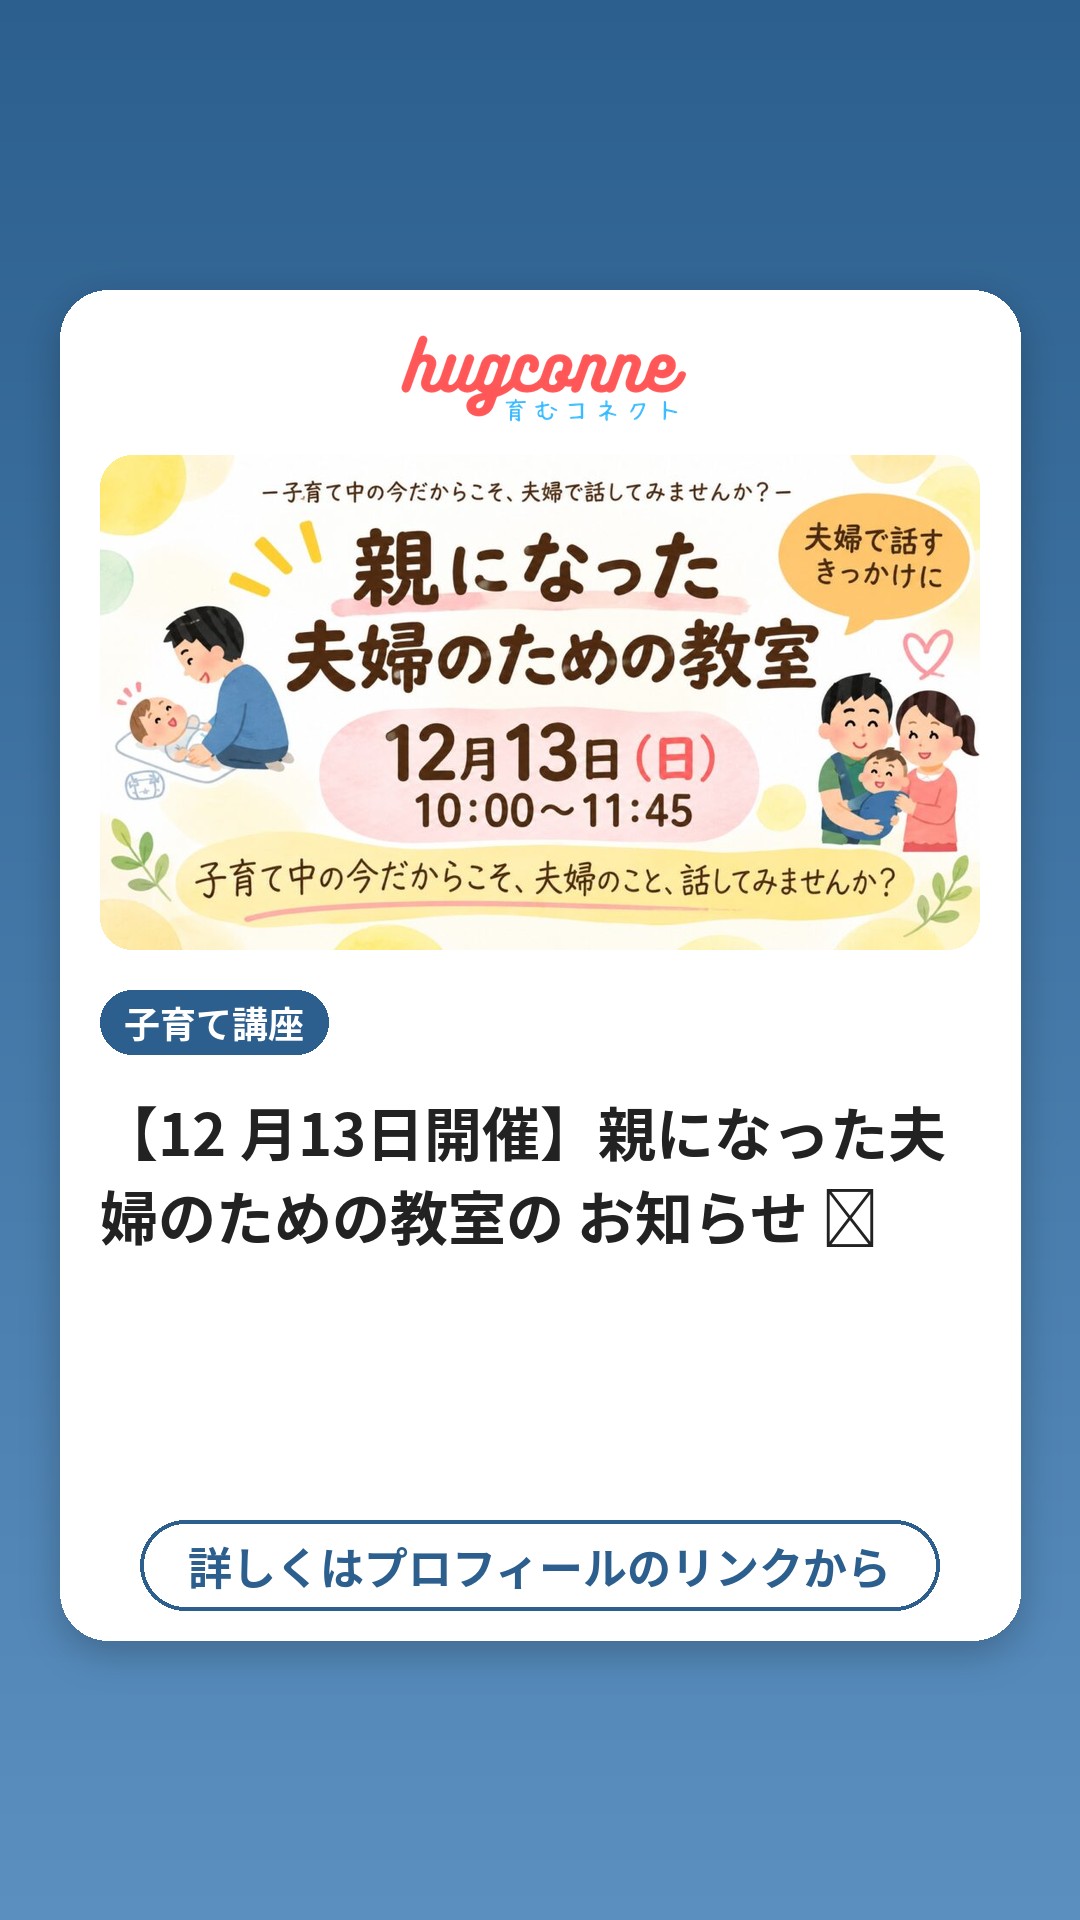 hugconne
育むコネクト
ー子育て中の今だからこそ、夫婦で話してみませんか？ー
親になった
夫婦のための教室
夫婦で話す
きっかけに
12月13日(日)
10:00〜11:45
子育て中の今だからこそ、夫婦のこと、話してみませんか？
子育て講座
【12 月13日開催】親になった夫
婦のための教室の お知らせ
詳しくはプロフィールのリンクから